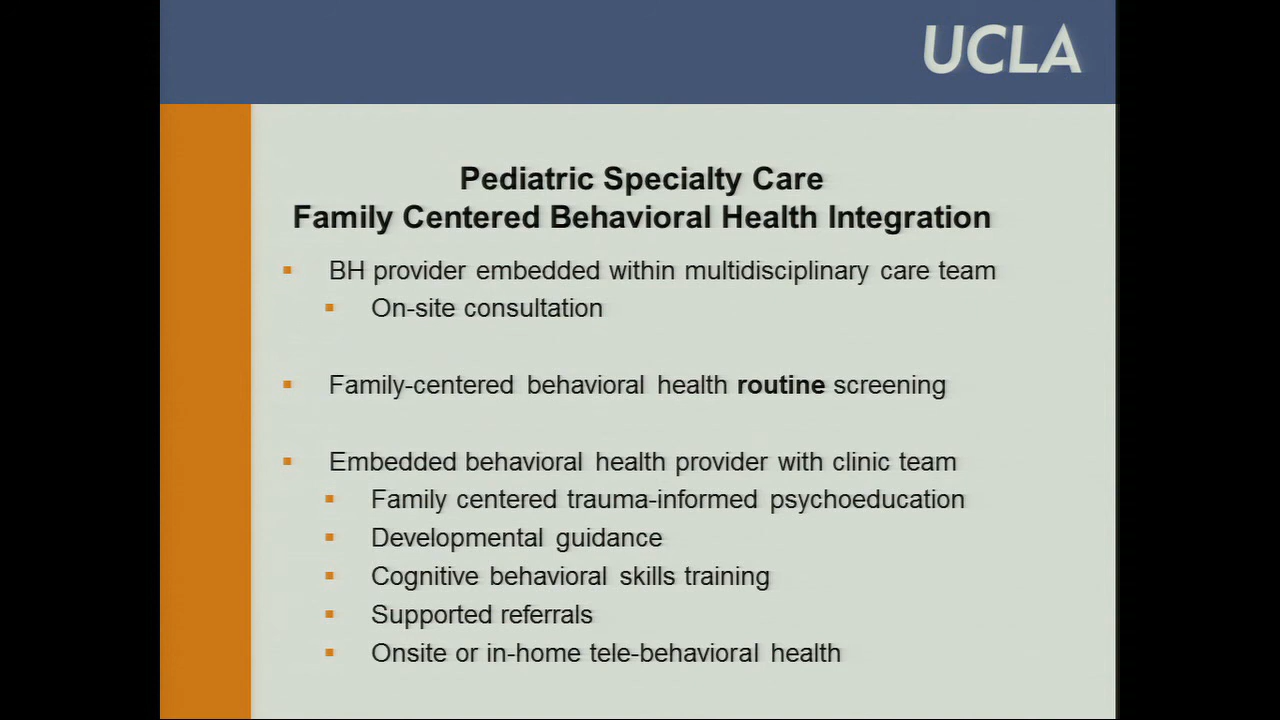 UCLA
Pediatric Specialty Care
Family Centered Behavioral Health Integration
BH provider embedded within multidisciplinary care team
On-site consultation
Family-centered behavioral health routine screening
Embedded behavioral health provider with clinic team
Family centered trauma-informed psychoeducation
Developmental guidance
Cognitive behavioral skills training
Supported referrals
Onsite or in-home tele-behavioral health